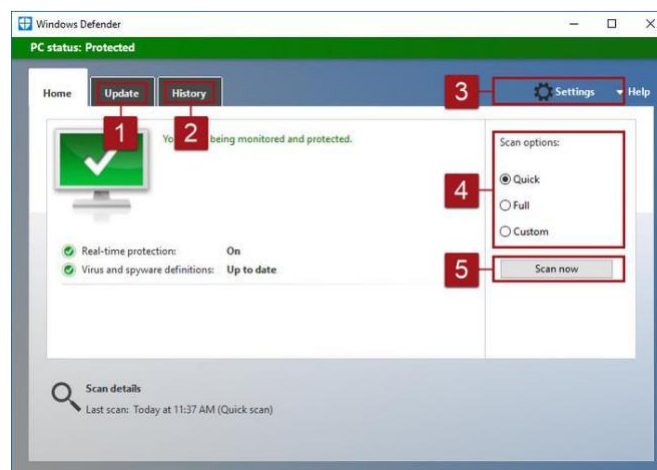 Windows Defender
PC status: Protected
Home Update History 3 Settings Help
1 2
Yo being monitored and protected.
Scan options:
4
Quick
Full
Custom
Real-time protection: On
Virus and spyware definitions: Up to date
5 Scan now
Scan details
Last scan: Today at 11:37 AM (Quick scan)